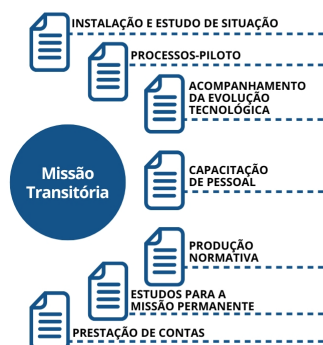 INSTALAÇÃO E ESTUDO DE SITUAÇÃO
PROCESSOS-PILOTO
ACOMPANHAMENTO
DA EVOLUÇÃO
TECNOLÓGICA
Missão
Transitória
CAPACITAÇÃO
DE PESSOAL
PRODUÇÃO
NORMATIVA
ESTUDOS PARA A
MISSÃO PERMANENTE
PRESTAÇÃO DE CONTAS